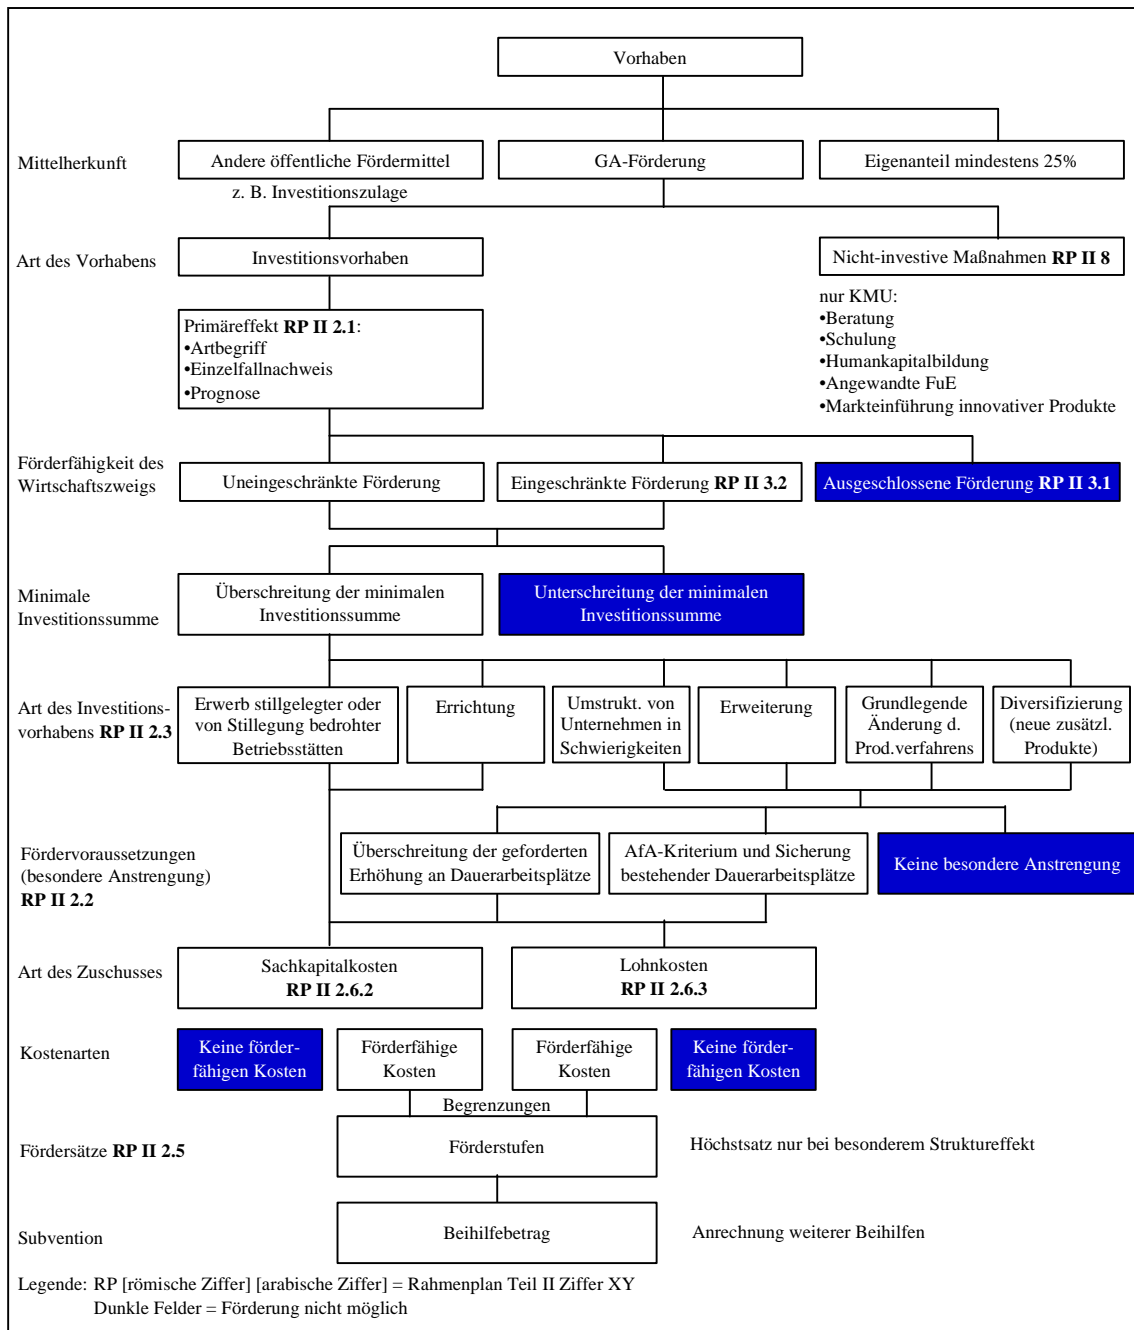 Vorhaben
Mittelherkunft
Andere öffentliche Fördermittel
GA-Förderung
Eigenanteil mindestens 25%
z. B. Investitionszulage
Art des Vorhabens
Investitionsvorhaben
Nicht-investive Maßnahmen RP II 8
nur KMU:
•Beratung
•Schulung
•Humankapitalbildung
•Angewandte FuE
•Markteinführung innovativer Produkte
Primäreffekt RP II 2.1:
•Artbegriff
•Einzelfallnachweis
•Prognose
Förderfähigkeit des
Wirtschaftszweigs
Uneingeschränkte Förderung
Eingeschränkte Förderung RP II 3.2
Ausgeschlossene Förderung RP II 3.1
Minimale
Investitionssumme
Überschreitung der minimalen
Investitionssumme
Unterschreitung der minimalen
Investitionssumme
Art des Investitions-
vorhabens RP II 2.3
Erwerb stillgelegter oder
von Stillegung bedrohter
Betriebsstätten
Errichtung
Umstrukt. von
Unternehmen in
Schwierigkeiten
Erweiterung
Grundlegende
Änderung d.
Prod.verfahrens
Diversifizierung
(neue zusätzl.
Produkte)
Fördervoraussetzungen
(besondere Anstrengung)
RP II 2.2
Überschreitung der geforderten
Erhöhung an Dauerarbeitsplätze
AfA-Kriterium und Sicherung
bestehender Dauerarbeitsplätze
Keine besondere Anstrengung
Art des Zuschusses
Sachkapitalkosten
RP II 2.6.2
Lohnkosten
RP II 2.6.3
Kostenarten
Keine förder-
fähigen Kosten
Förderfähige
Kosten
Förderfähige
Kosten
Keine förder-
fähigen Kosten
Begrenzungen
Fördersätze RP II 2.5
Förderstufen
Höchstsatz nur bei besonderem Struktureffekt
Subvention
Beihilfebetrag
Anrechnung weiterer Beihilfen
Legende: RP [römische Ziffer] [arabische Ziffer] = Rahmenplan Teil II Ziffer XY
Dunkle Felder = Förderung nicht möglich